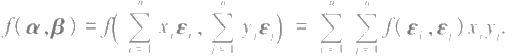 f(α,β) = f( ∑_{i=1}^{n} x_i ε_i , ∑_{j=1}^{n} y_j ε_j ) = ∑_{i=1}^{n} ∑_{j=1}^{n} f(ε_i , ε_j) x_i y_j.